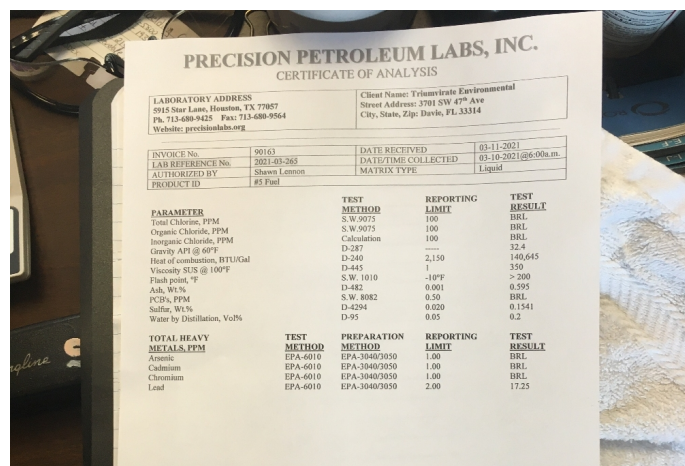 PRECISION PETROLEUM LABS, INC.
CERTIFICATE OF ANALYSIS
LABORATORY ADDRESS
5915 Star Lane, Houston, TX 77057
Ph. 713-680-9425 Fax: 713-680-9564
Website: precisionlabs.org
Client Name: Triumvirate Environmental
Street Address: 3701 SW 47th Ave
City, State, Zip: Davie, FL 33314
INVOICE No. 90163 DATE RECEIVED 03-11-2021
LAB REFERENCE No. 2021-03-265 DATE/TIME COLLECTED 03-10-2021@6:00a.m.
AUTHORIZED BY Shawn Lennon MATRIX TYPE Liquid
PRODUCT ID #5 Fuel
TEST REPORTING TEST
PARAMETER METHOD LIMIT RESULT
Total Chlorine, PPM S.W.9075 100 BRL
Organic Chloride, PPM S.W.9075 100 BRL
Inorganic Chloride, PPM Calculation 100 BRL
Gravity API @ 60°F D-287 ----- 32.4
Heat of combustion, BTU/Gal D-240 2,150 140,645
Viscosity SUS @ 100°F D-445 1 350
Flash point, °F S.W. 1010 -10°F > 200
Ash, Wt.% D-482 0.001 0.595
PCB's, PPM S.W. 8082 0.50 BRL
Sulfur, Wt.% D-4294 0.020 0.1541
Water by Distillation, Vol% D-95 0.05 0.2
TOTAL HEAVY TEST PREPARATION REPORTING TEST
METALS, PPM METHOD METHOD LIMIT RESULT
Arsenic EPA-6010 EPA-3040/3050 1.00 BRL
Cadmium EPA-6010 EPA-3040/3050 1.00 BRL
Chromium EPA-6010 EPA-3040/3050 1.00 BRL
Lead EPA-6010 EPA-3040/3050 2.00 17.25